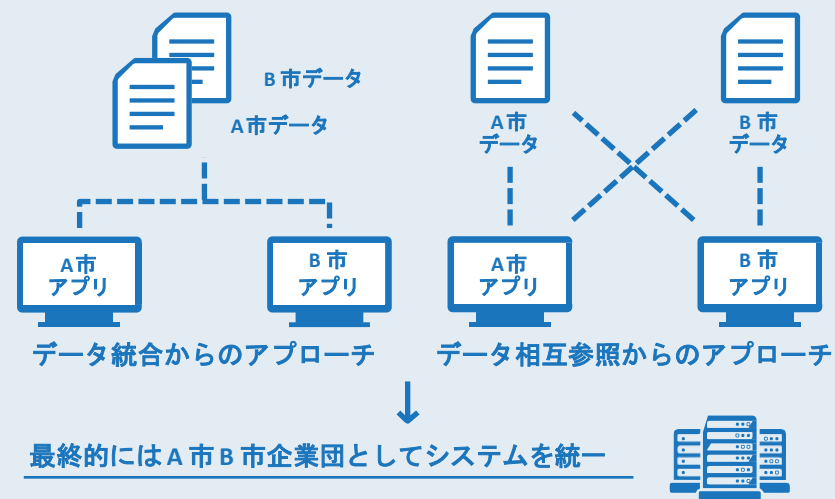 B市データ
A市データ
A市
アプリ
B市
アプリ
データ統合からのアプローチ
A市
データ
B市
データ
A市
アプリ
B市
アプリ
データ相互参照からのアプローチ
↓
最終的にはA市B市企業団としてシステムを統一